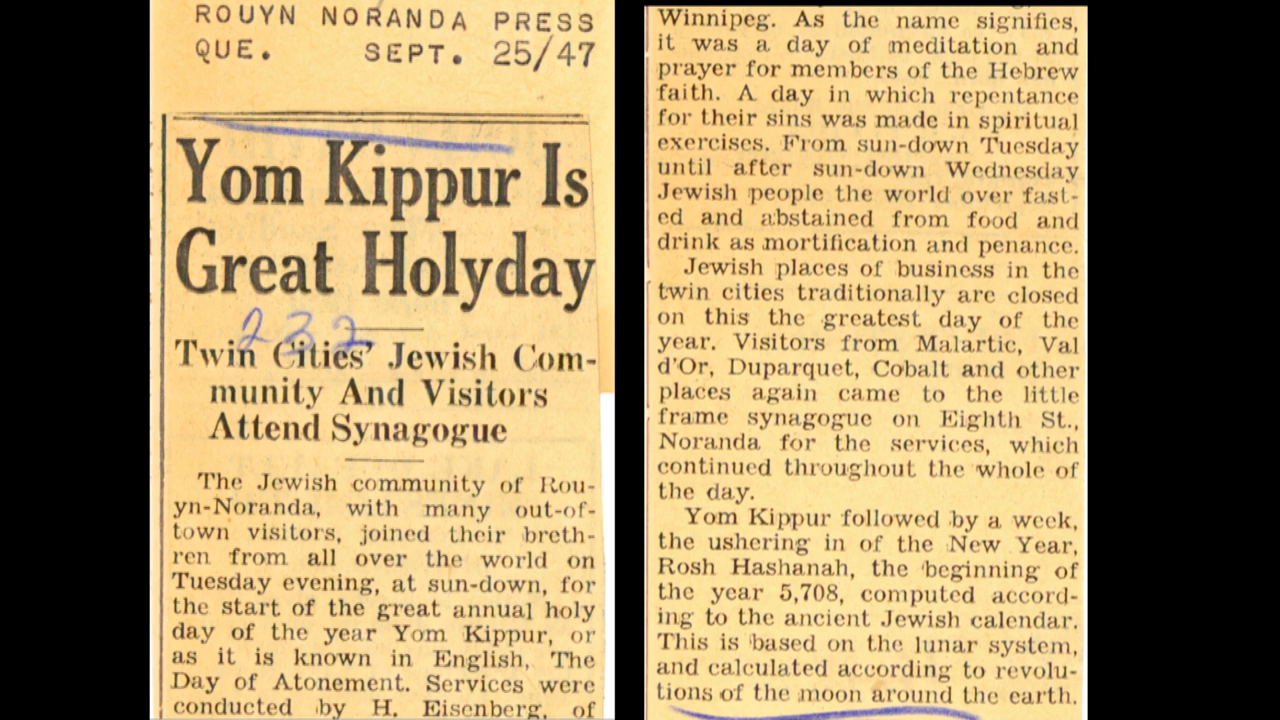 ROUYN NORANDA PRESS
QUE. SEPT. 25/47
Yom Kippur Is
Great Holyday
232
Twin Cities' Jewish Com-
munity And Visitors
Attend Synagogue
The Jewish community of Rou-
yn-Noranda, with many out-of-
town visitors, joined their breth-
ren from all over the world on
Tuesday evening, at sun-down, for
the start of the great annual holy
day of the year Yom Kippur, or
as it is known in English, The
Day of Atonement. Services were
conducted by H. Eisenberg, of
Winnipeg. As the name signifies,
it was a day of meditation and
prayer for members of the Hebrew
faith. A day in which repentance
for their sins was made in spiritual
exercises. From sun-down Tuesday
until after sun-down Wednesday
Jewish people the world over fast-
ed and abstained from food and
drink as mortification and penance.
Jewish places of business in the
twin cities traditionally are closed
on this the greatest day of the
year. Visitors from Malartic, Val
d'Or, Duparquet, Cobalt and other
places again came to the little
frame synagogue on Eighth St.,
Noranda for the services, which
continued throughout the whole of
the day.
Yom Kippur followed by a week,
the ushering in of the New Year,
Rosh Hashanah, the beginning of
the year 5,708, computed accord-
ing to the ancient Jewish calendar.
This is based on the lunar system,
and calculated according to revolu-
tions of the moon around the earth.